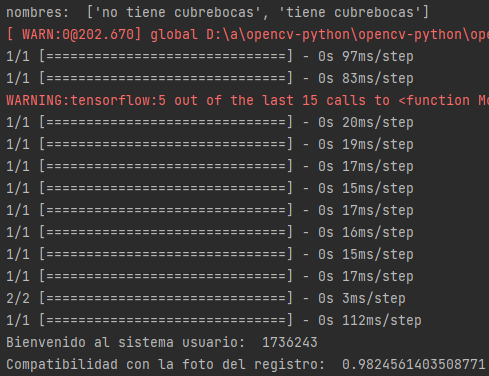 nombres:  ['no tiene cubrebocas', 'tiene cubrebocas']
[ WARN:0@202.670] global D:\a\opencv-python\opencv-python\ope
1/1 [==============================] - 0s 97ms/step
1/1 [==============================] - 0s 83ms/step
WARNING:tensorflow:5 out of the last 15 calls to <function Mo
1/1 [==============================] - 0s 20ms/step
1/1 [==============================] - 0s 19ms/step
1/1 [==============================] - 0s 17ms/step
1/1 [==============================] - 0s 15ms/step
1/1 [==============================] - 0s 17ms/step
1/1 [==============================] - 0s 16ms/step
1/1 [==============================] - 0s 15ms/step
1/1 [==============================] - 0s 17ms/step
2/2 [==============================] - 0s 3ms/step
1/1 [==============================] - 0s 112ms/step
Bienvenido al sistema usuario:  1736243
Compatibilidad con la foto del registro:  0.9824561403508771